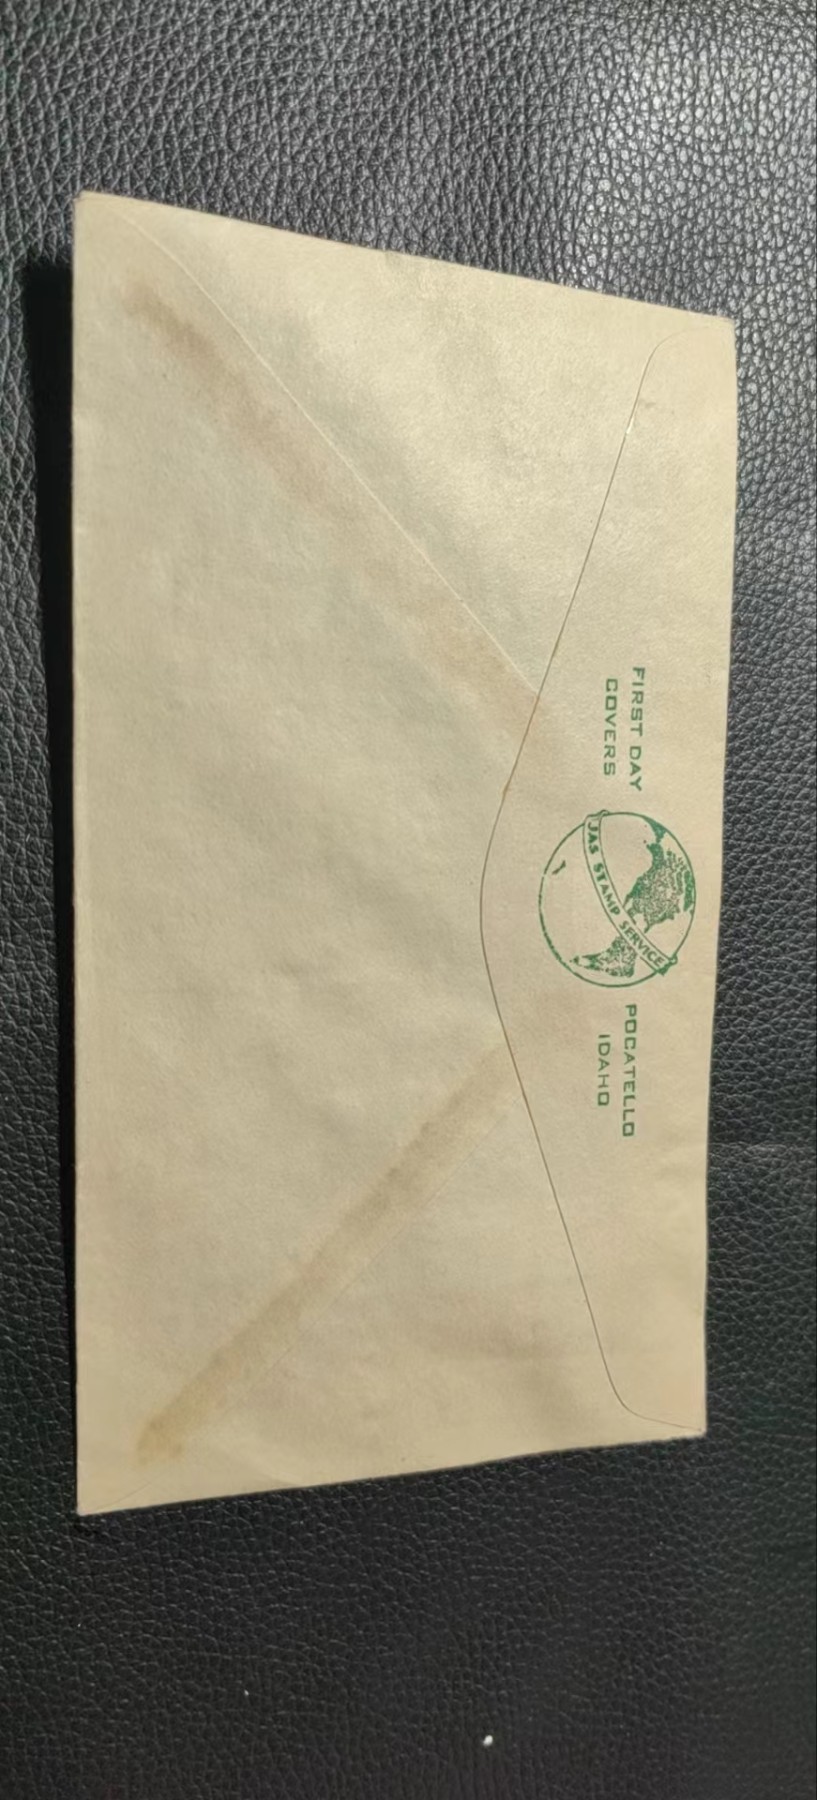 FIRST DAY
COVERS
JAS STAMP SERVICE
POCATELLO
IDAHO